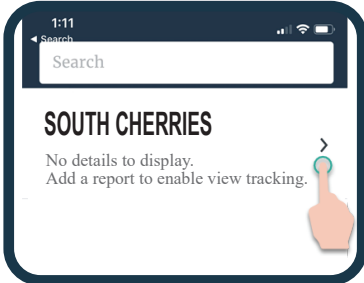 1:11
◀ Search
Search
SOUTH CHERRIES
No details to display.
Add a report to enable view tracking.